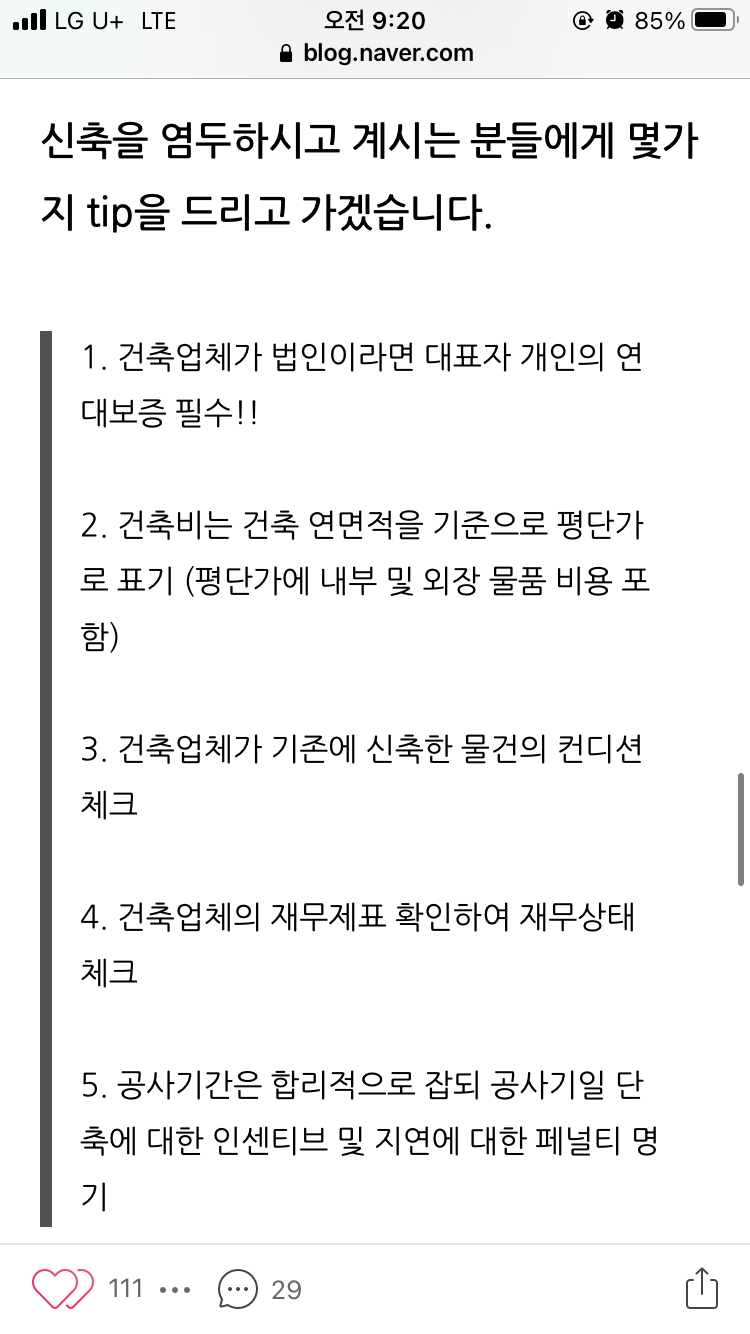 LG U+ LTE 오전 9:20 85%
blog.naver.com
신축을 염두하시고 계시는 분들에게 몇가
지 tip을 드리고 가겠습니다.
1. 건축업체가 법인이라면 대표자 개인의 연
대보증 필수!!
2. 건축비는 건축 연면적을 기준으로 평단가
로 표기 (평단가에 내부 및 외장 물품 비용 포
함)
3. 건축업체가 기존에 신축한 물건의 컨디션
체크
4. 건축업체의 재무제표 확인하여 재무상태
체크
5. 공사기간은 합리적으로 잡되 공사기일 단
축에 대한 인센티브 및 지연에 대한 페널티 명
기
111 29